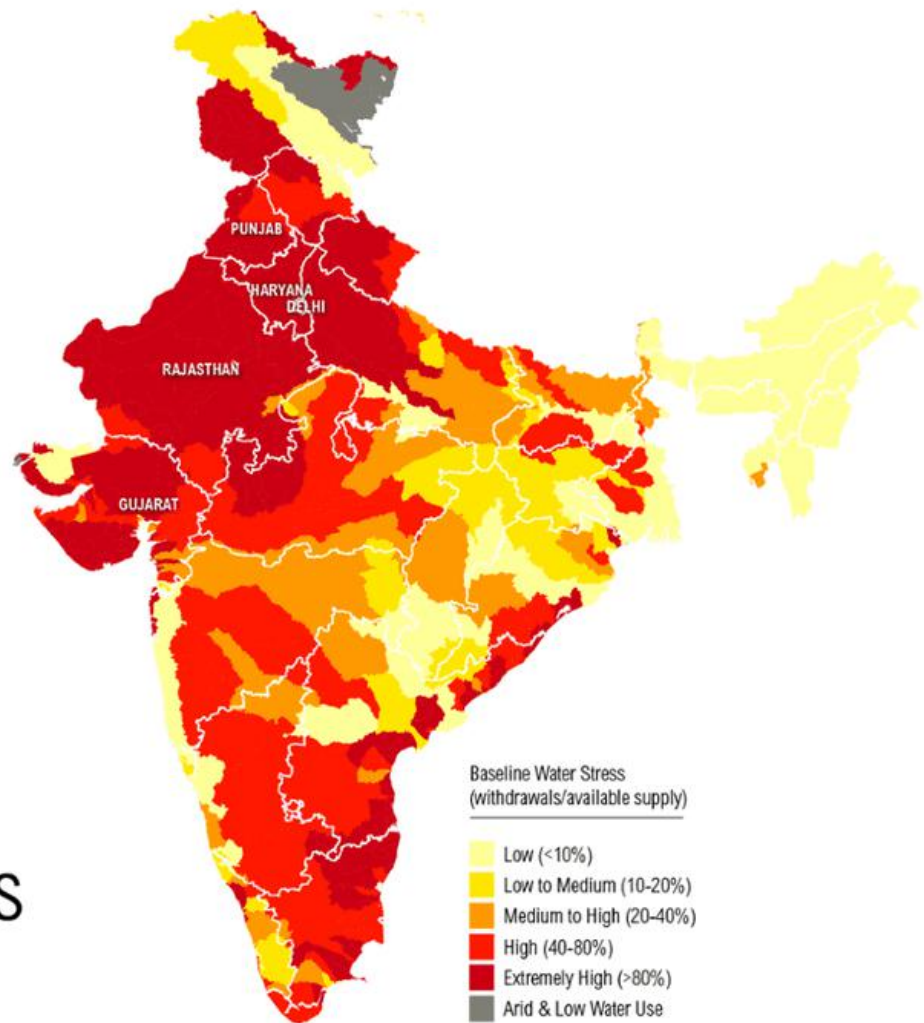 PUNJAB
HARYANA
DELHI
RAJASTHAN
GUJARAT
S
Baseline Water Stress
(withdrawals/available supply)
Low (<10%)
Low to Medium (10-20%)
Medium to High (20-40%)
High (40-80%)
Extremely High (>80%)
Arid & Low Water Use